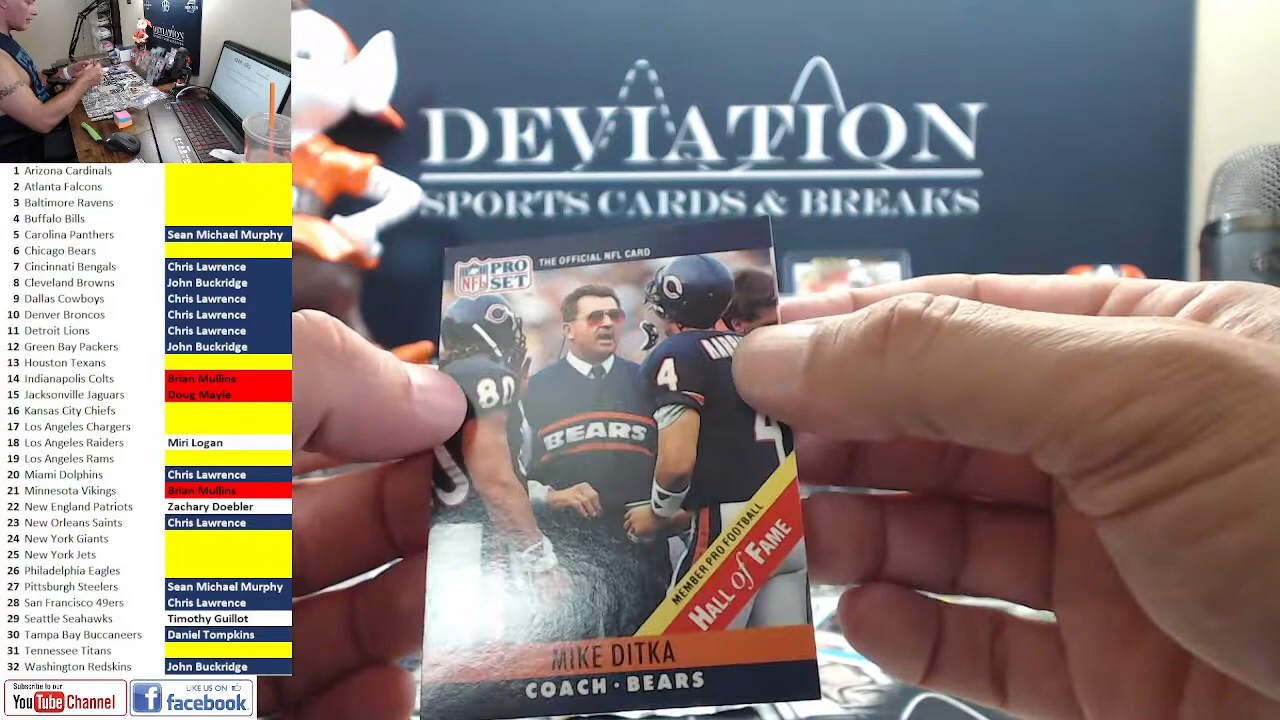 1 Arizona Cardinals
2 Atlanta Falcons
3 Baltimore Ravens
4 Buffalo Bills
5 Carolina Panthers Sean Michael Murphy
6 Chicago Bears
7 Cincinnati Bengals Chris Lawrence
8 Cleveland Browns John Buckridge
9 Dallas Cowboys Chris Lawrence
10 Denver Broncos Chris Lawrence
11 Detroit Lions Chris Lawrence
12 Green Bay Packers John Buckridge
13 Houston Texans
14 Indianapolis Colts Brian Mullins
15 Jacksonville Jaguars Doug Mayle
16 Kansas City Chiefs
17 Los Angeles Chargers
18 Los Angeles Raiders Miri Logan
19 Los Angeles Rams
20 Miami Dolphins Chris Lawrence
21 Minnesota Vikings Brian Mullins
22 New England Patriots Zachary Doebler
23 New Orleans Saints Chris Lawrence
24 New York Giants
25 New York Jets
26 Philadelphia Eagles
27 Pittsburgh Steelers Sean Michael Murphy
28 San Francisco 49ers Chris Lawrence
29 Seattle Seahawks Timothy Guillot
30 Tampa Bay Buccaneers Daniel Tompkins
31 Tennessee Titans
32 Washington Redskins John Buckridge
Subscribe to our
YouTube Channel
LIKE US ON
facebook
DEVIATION
SPORTS CARDS & BREAKS
DEVIATION
NFL PRO SET
THE OFFICIAL NFL CARD
80
4
4
BEARS
MEMBER PRO FOOTBALL
HALL of FAME
MIKE DITKA
COACH · BEARS